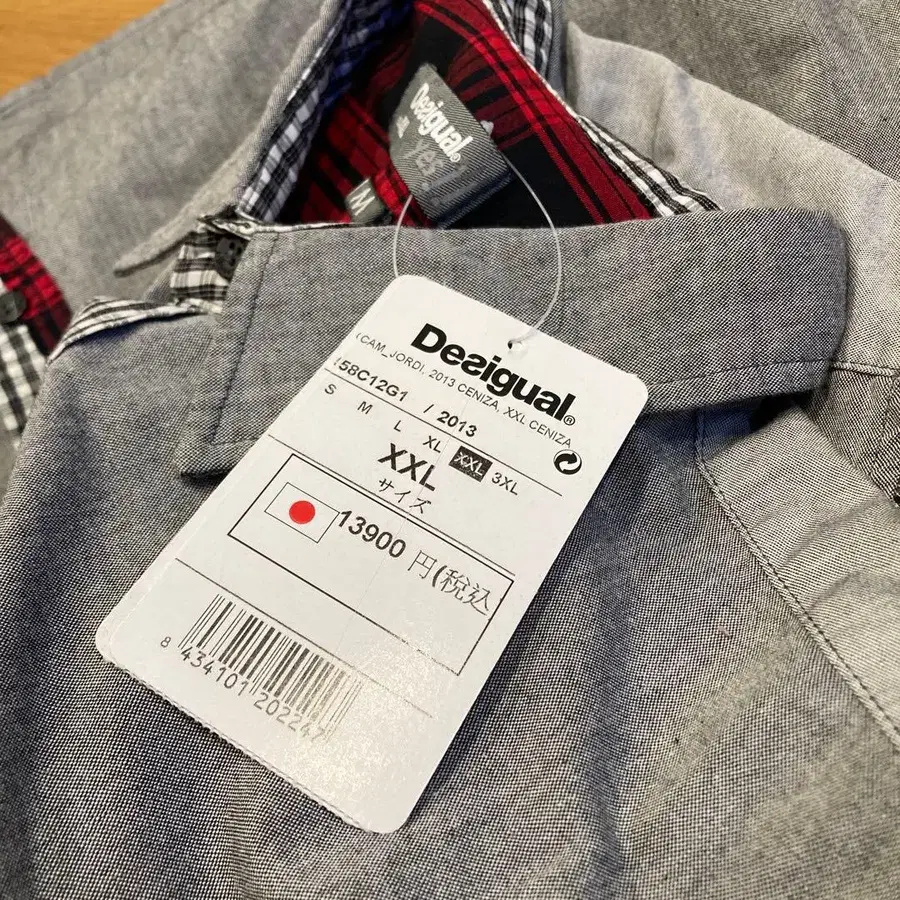 Desigual.
yes!
M
Desigual®
(CAM_JORDI, 2013 CENIZA, XXL CENIZA
58C12G1 / 2013
S M L XL XXL 3XL
XXL
サイズ
13900 円(税込
8 434101 202247